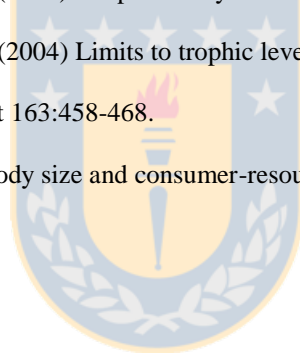 (2004) Limits to trophic leve
t 163:458-468.
ody size and consumer-resou